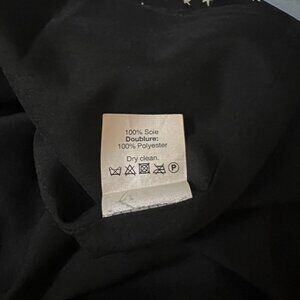 100% Soie
Doublure:
100% Polyester
Dry clean.
P